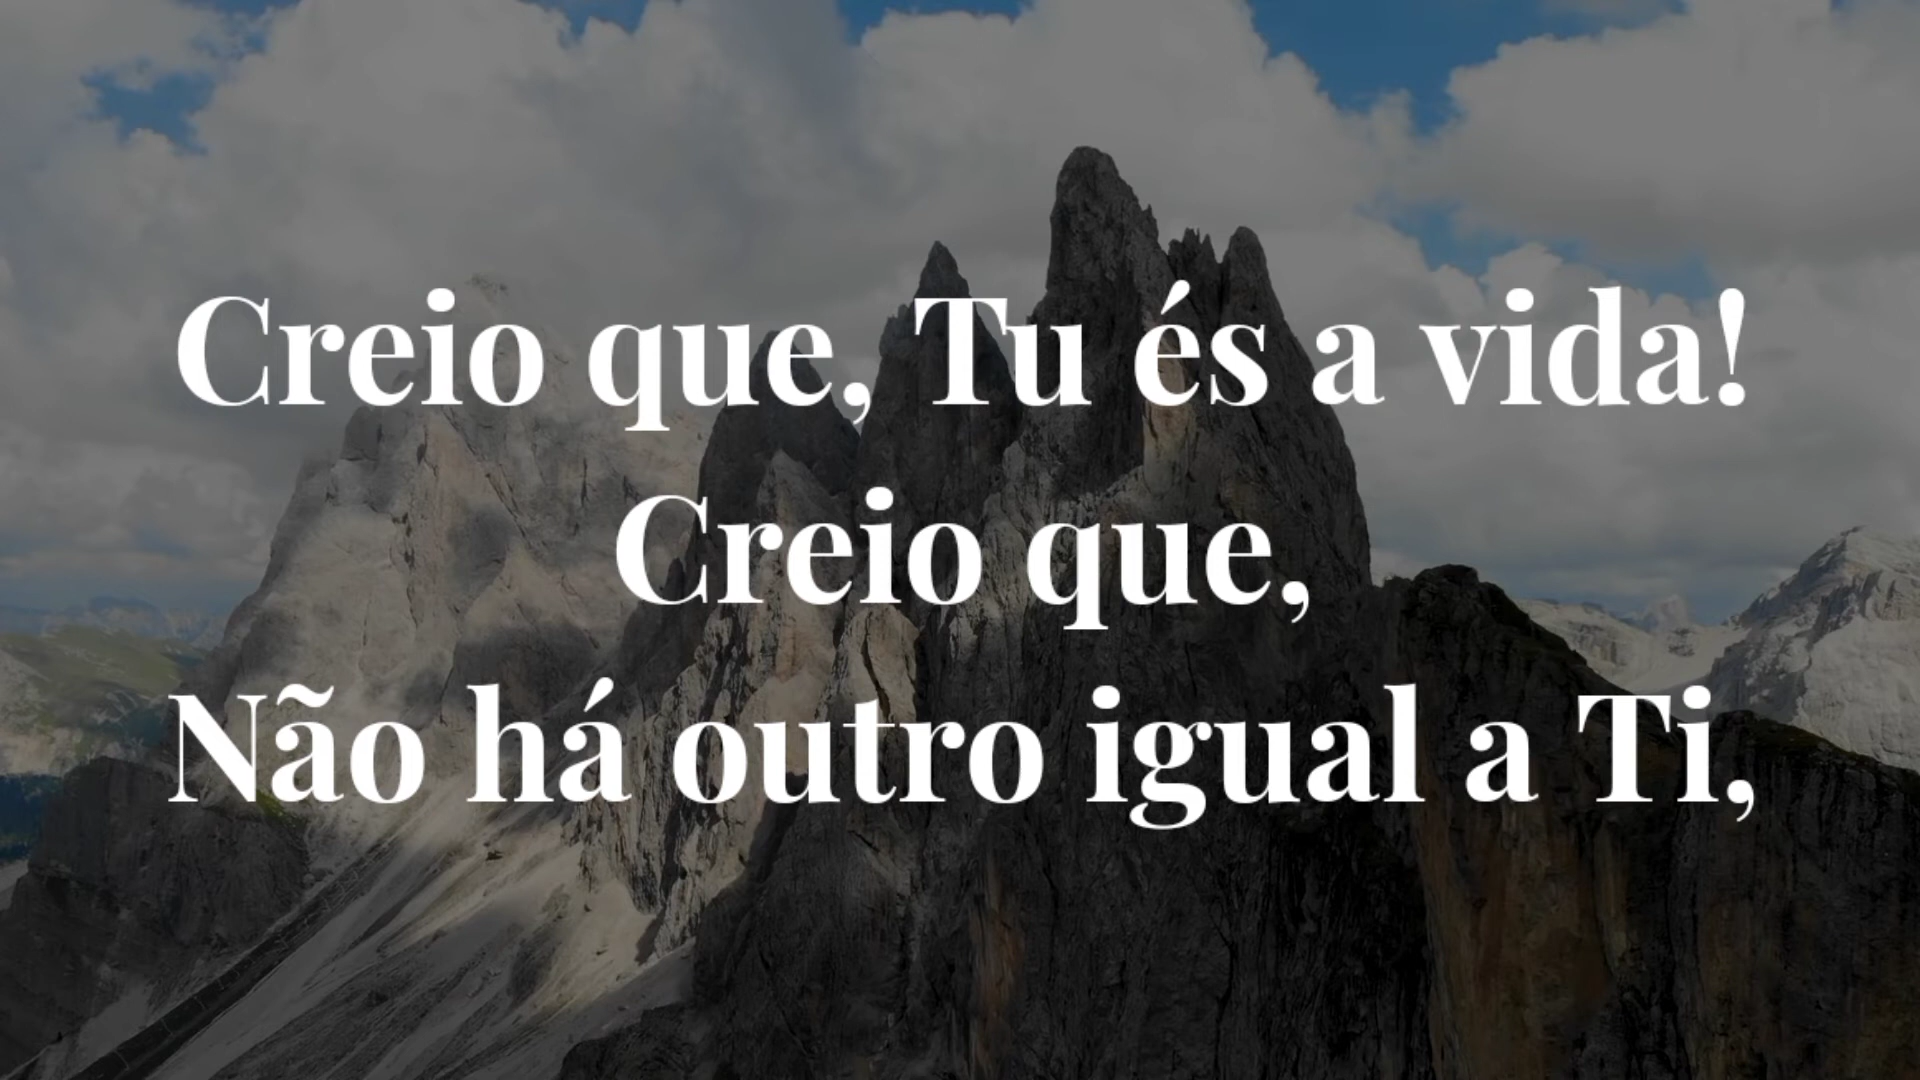 Creio que, Tu és a vida!
Creio que,
Não há outro igual a Ti,